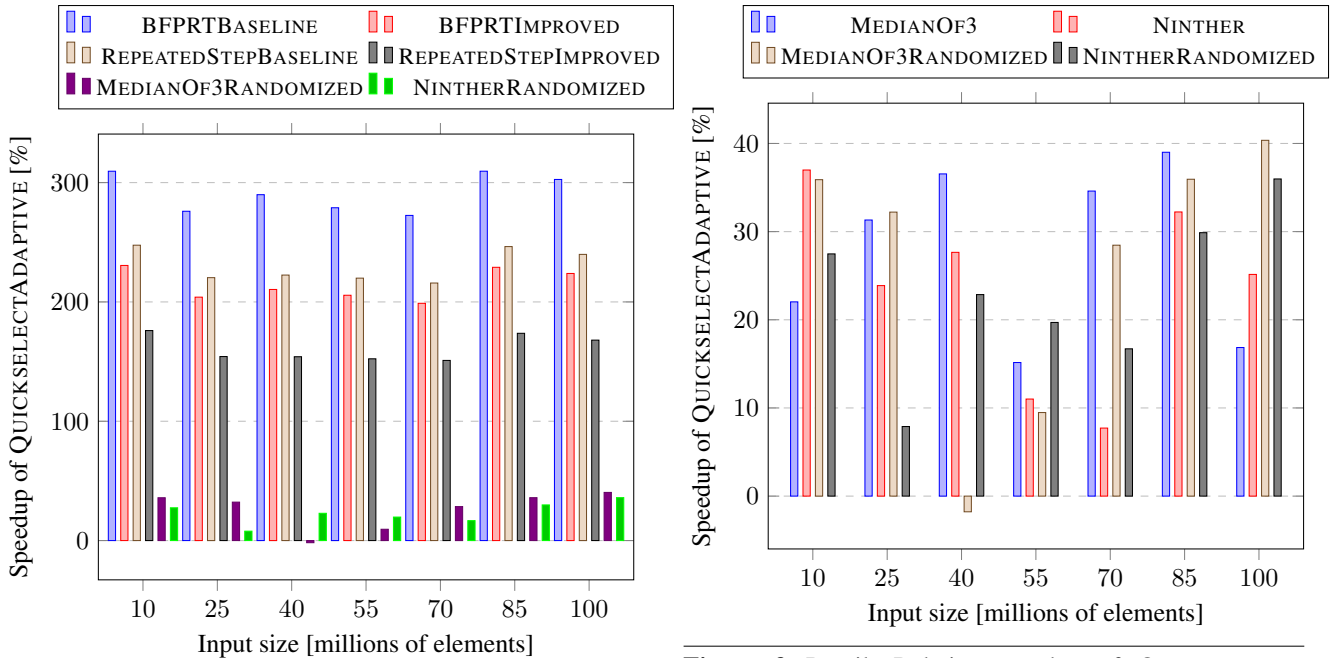 BFPRTBASELINE BFPRTIMPROVED
REPEATEDSTEPBASELINE REPEATEDSTEPIMPROVED
MEDIANOF3RANDOMIZED NINTHERRANDOMIZED
Speedup of QUICKSELECTADAPTIVE [%]
300
200
100
0
10 25 40 55 70 85 100
Input size [millions of elements]
MEDIANOF3 NINTHER
MEDIANOF3RANDOMIZED NINTHERRANDOMIZED
Speedup of QUICKSELECTADAPTIVE [%]
40
30
20
10
0
10 25 40 55 70 85 100
Input size [millions of elements]